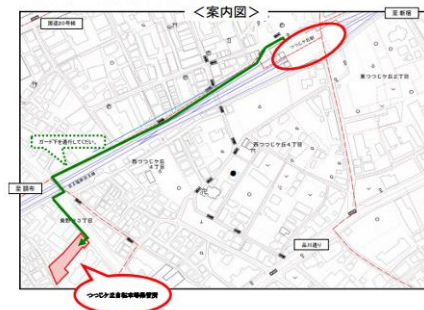 ＜案内図＞
国道20号線
至 新宿
つつじケ丘駅
東つつじケ丘2丁目
ガード下を通行してください。
西つつじケ丘4丁目
西つつじケ丘
4丁目
至 調布
品川通り
つつじケ丘自転車等保管所